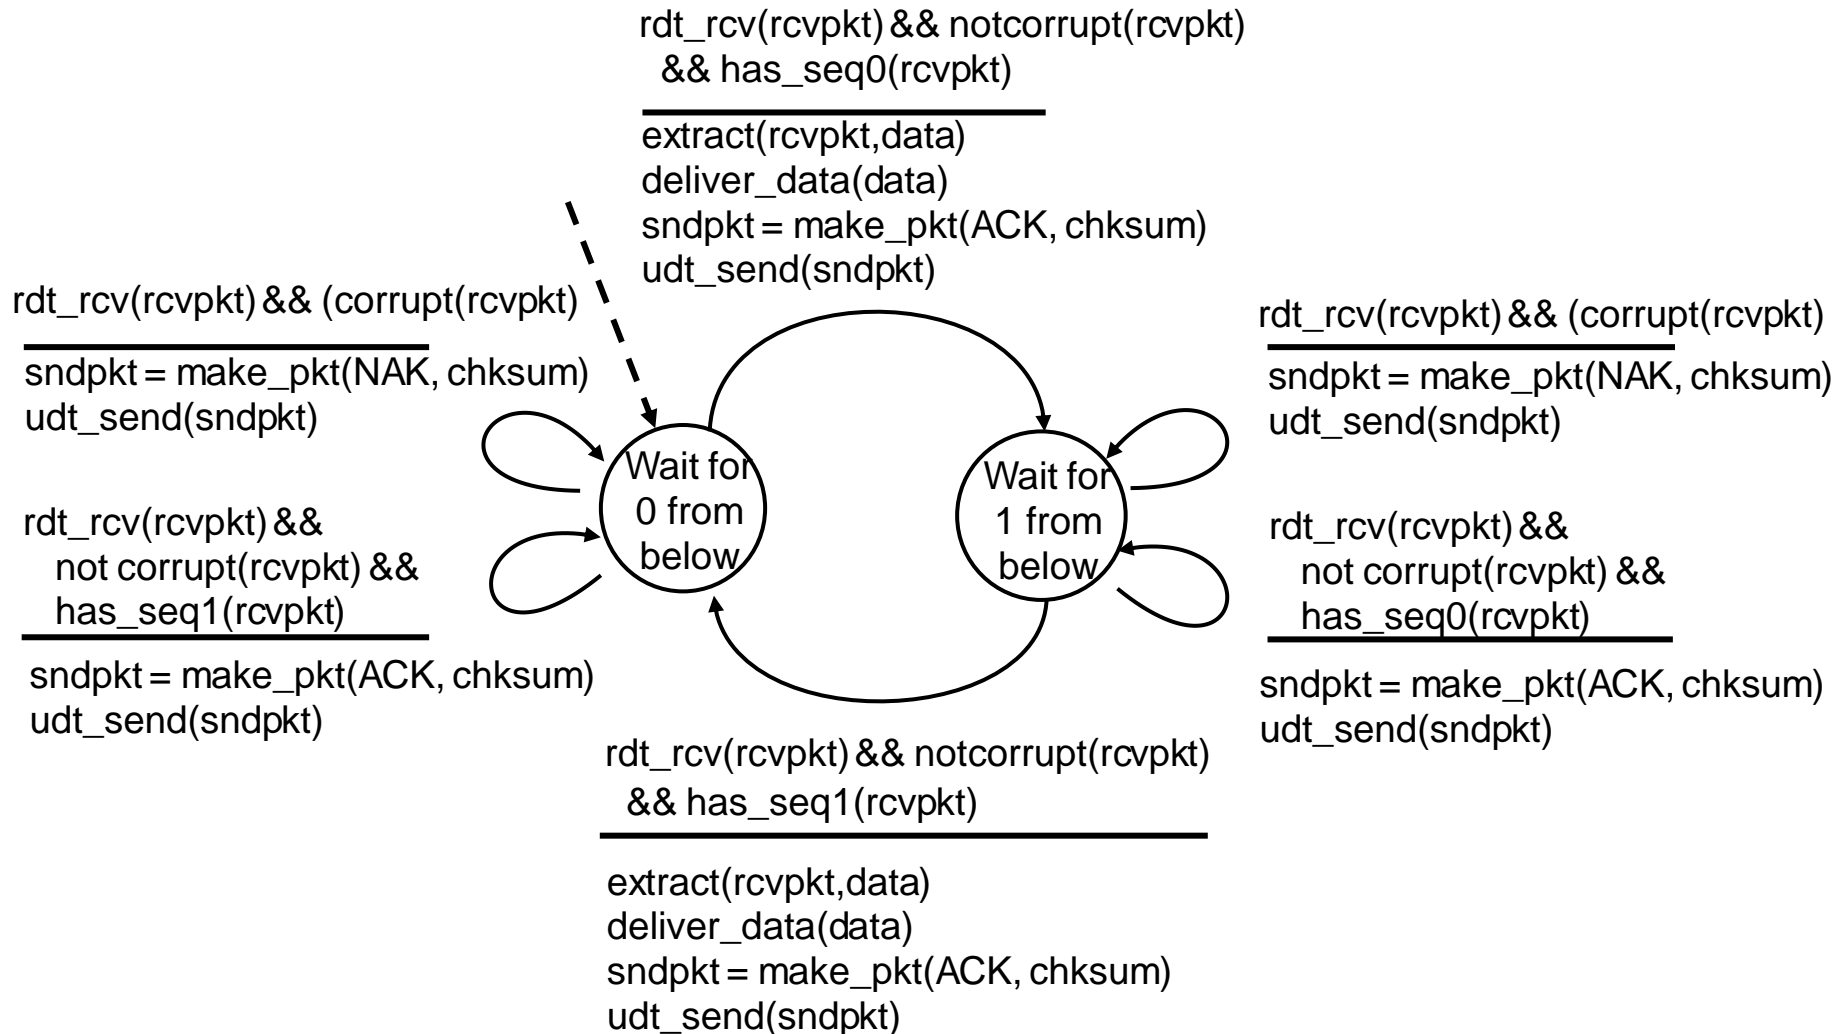 rdt_rcv(rcvpkt) && notcorrupt(rcvpkt)
&& has_seq0(rcvpkt)
extract(rcvpkt,data)
deliver_data(data)
sndpkt = make_pkt(ACK, chksum)
udt_send(sndpkt)
rdt_rcv(rcvpkt) && (corrupt(rcvpkt)
sndpkt = make_pkt(NAK, chksum)
udt_send(sndpkt)
rdt_rcv(rcvpkt) &&
not corrupt(rcvpkt) &&
has_seq1(rcvpkt)
sndpkt = make_pkt(ACK, chksum)
udt_send(sndpkt)
Wait for
0 from
below
Wait for
1 from
below
rdt_rcv(rcvpkt) && (corrupt(rcvpkt)
sndpkt = make_pkt(NAK, chksum)
udt_send(sndpkt)
rdt_rcv(rcvpkt) &&
not corrupt(rcvpkt) &&
has_seq0(rcvpkt)
sndpkt = make_pkt(ACK, chksum)
udt_send(sndpkt)
rdt_rcv(rcvpkt) && notcorrupt(rcvpkt)
&& has_seq1(rcvpkt)
extract(rcvpkt,data)
deliver_data(data)
sndpkt = make_pkt(ACK, chksum)
udt_send(sndpkt)